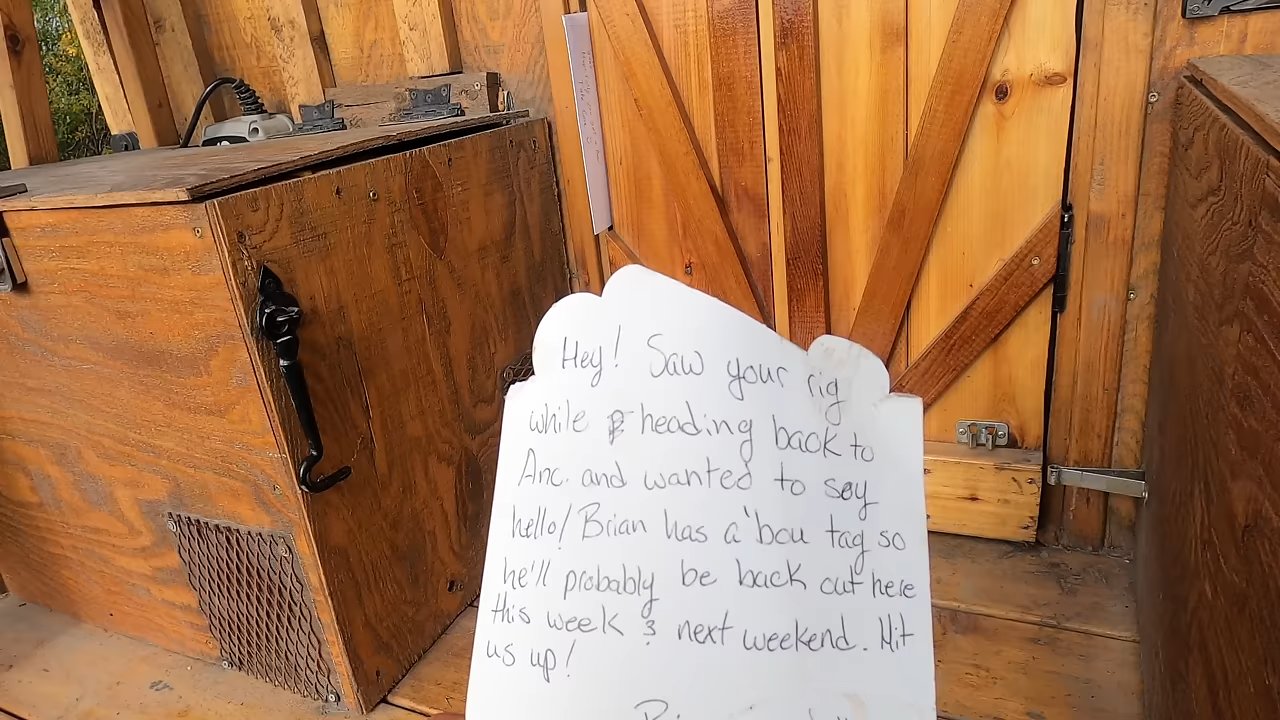 Hey! Saw your rig
while heading back to
Anc. and wanted to say
hello! Brian has a 'bou tag so
he'll probably be back out here
this week & next weekend. Hit
us up!